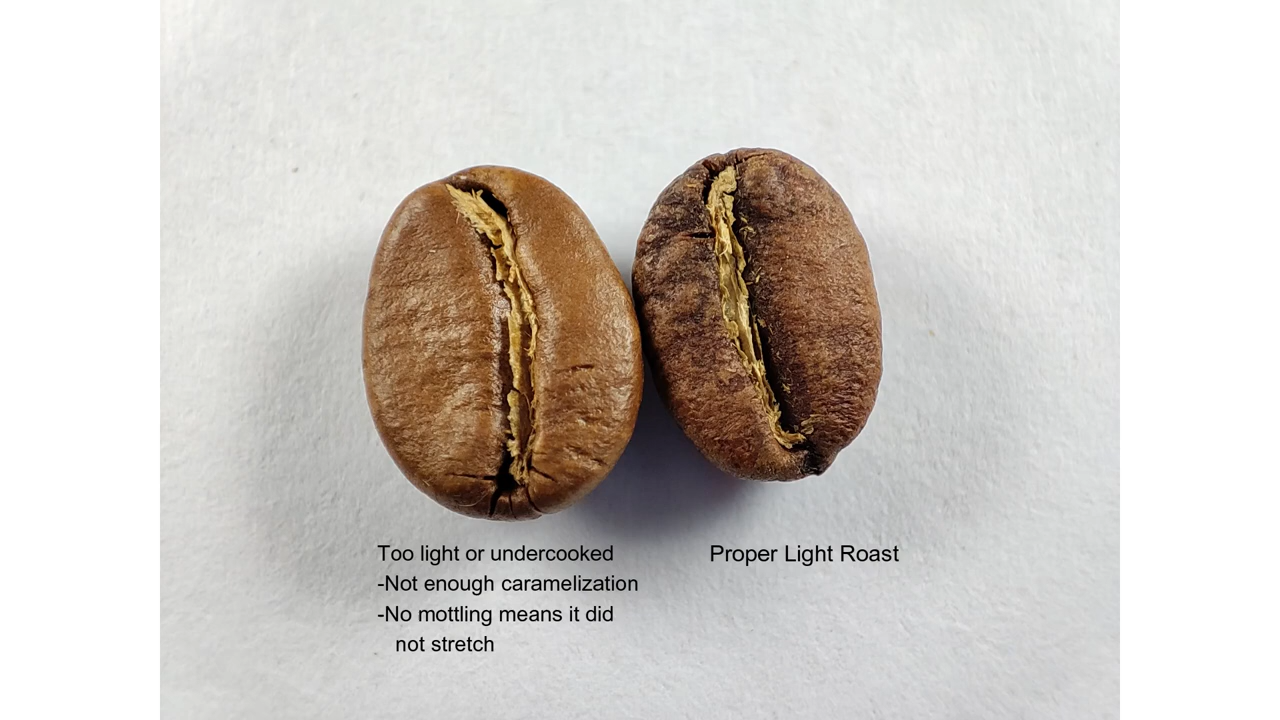 Too light or undercooked
-Not enough caramelization
-No mottling means it did
not stretch
Proper Light Roast